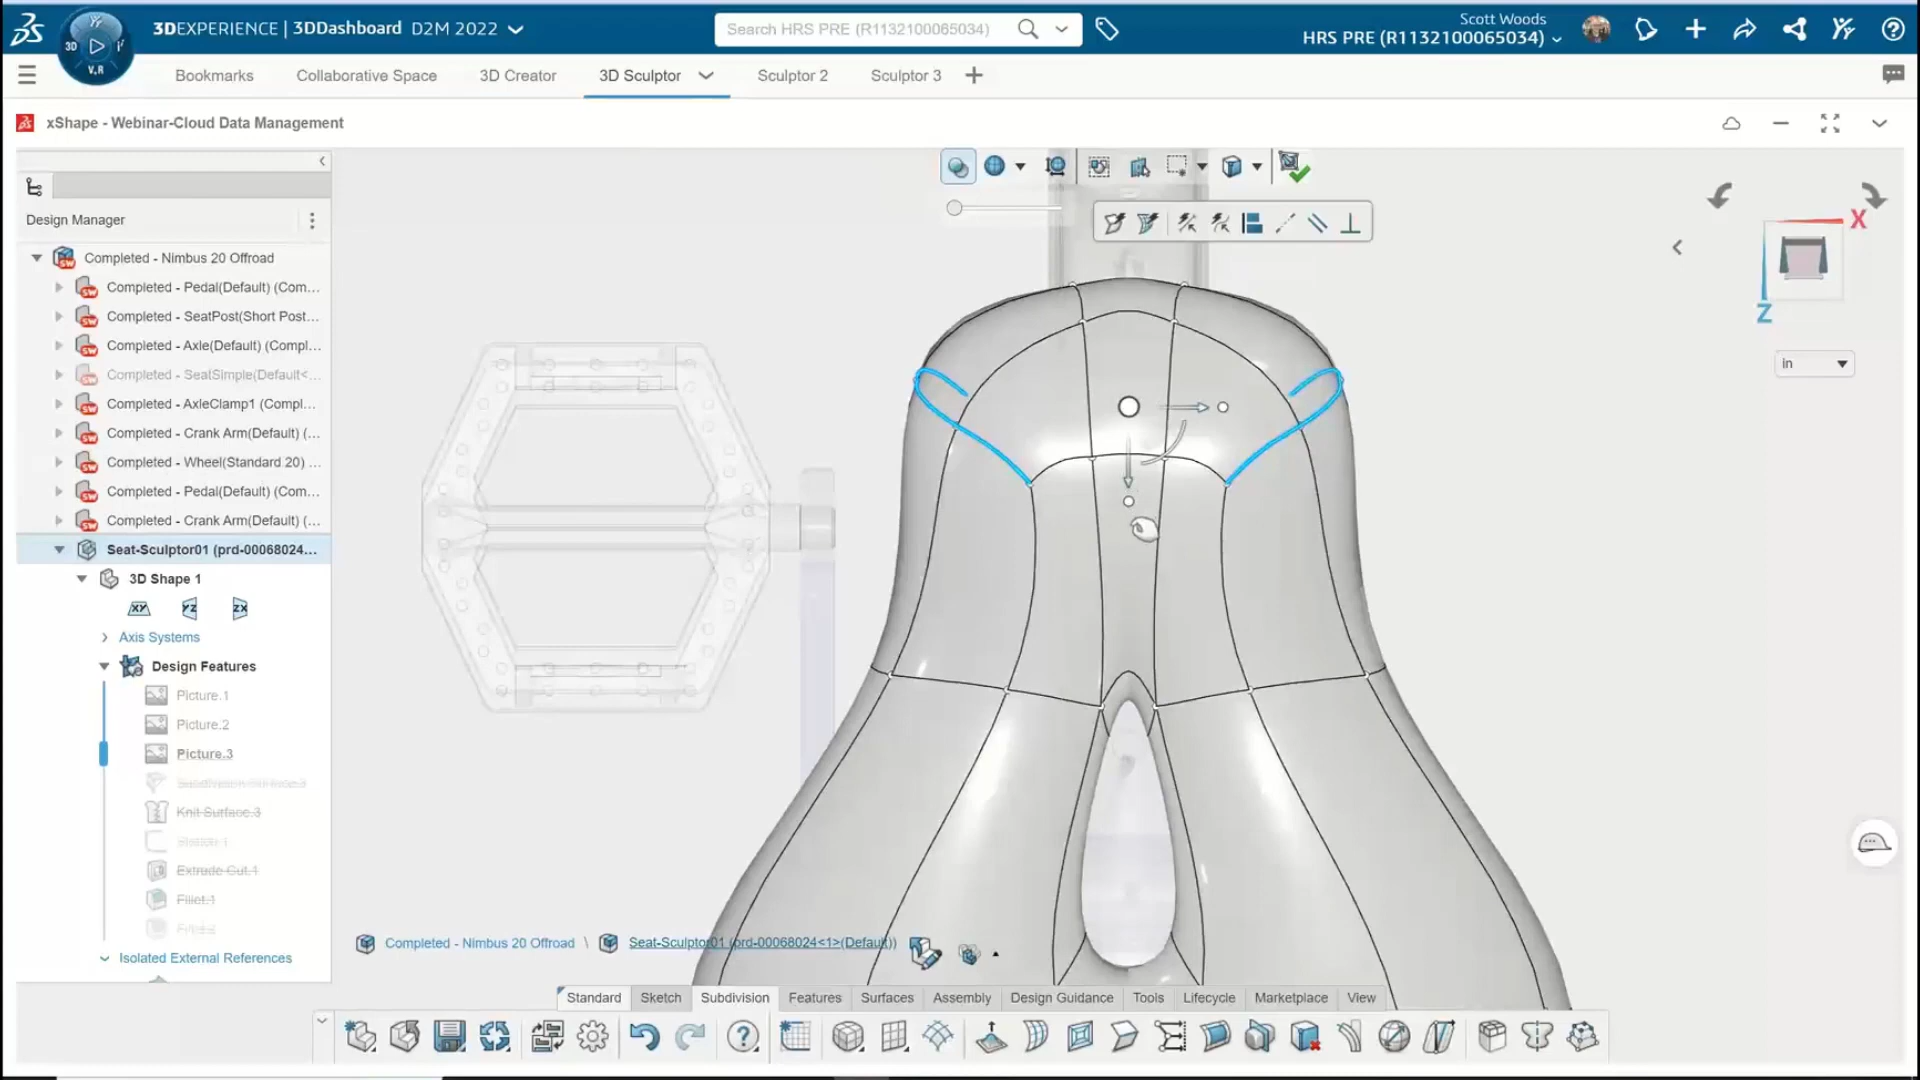 3DEXPERIENCE | 3DDashboard D2M 2022
Search HRS PRE (R1132100065034)
Scott Woods
HRS PRE (R1132100065034)
3D
V.R
Bookmarks
Collaborative Space
3D Creator
3D Sculptor
Sculptor 2
Sculptor 3
xShape - Webinar-Cloud Data Management
Design Manager
Completed - Nimbus 20 Offroad
Completed - Pedal(Default) (Com...
Completed - SeatPost(Short Post...
Completed - Axle(Default) (Compl...
Completed - SeatSimple(Default<...
Completed - AxleClamp1 (Compl...
Completed - Crank Arm(Default) (...
Completed - Wheel(Standard 20) ...
Completed - Pedal(Default) (Com...
Completed - Crank Arm(Default) (...
Seat-Sculptor01 (prd-00068024...
3D Shape 1
XY YZ ZX
Axis Systems
Design Features
Picture.1
Picture.2
Picture.3
Knit Surface.3
Extrude Cut.1
Fillet.1
Isolated External References
X
Z
in
Completed - Nimbus 20 Offroad \ Seat-Sculptor01 (prd-00068024<1>(Default))
Standard
Sketch
Subdivision
Features
Surfaces
Assembly
Design Guidance
Tools
Lifecycle
Marketplace
View